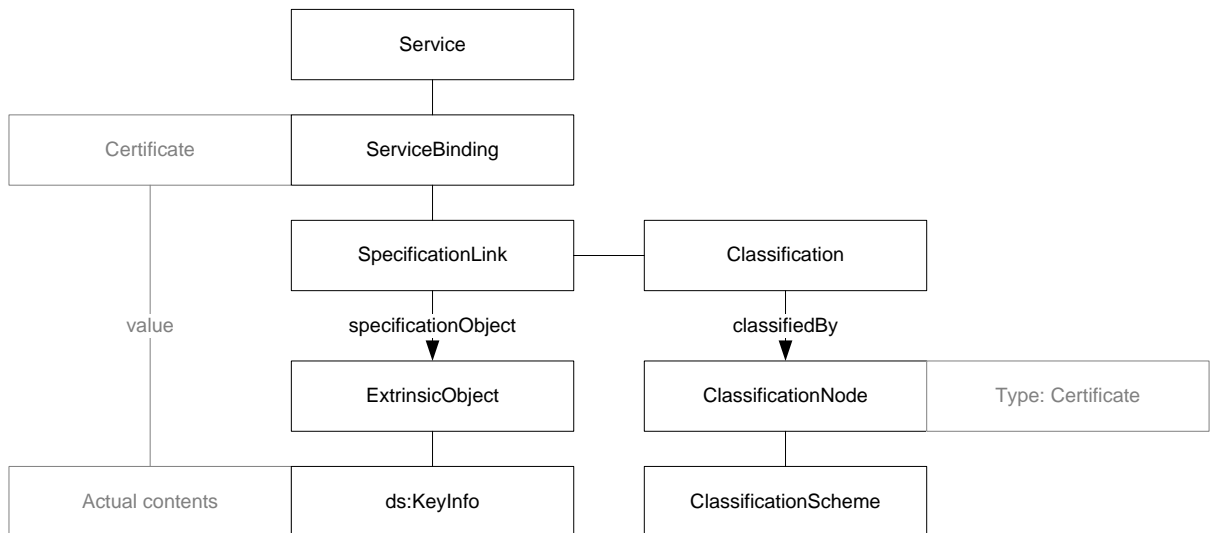 Service
Certificate
ServiceBinding
SpecificationLink
Classification
value
specificationObject
classifiedBy
ExtrinsicObject
ClassificationNode
Type: Certificate
Actual contents
ds:KeyInfo
ClassificationScheme